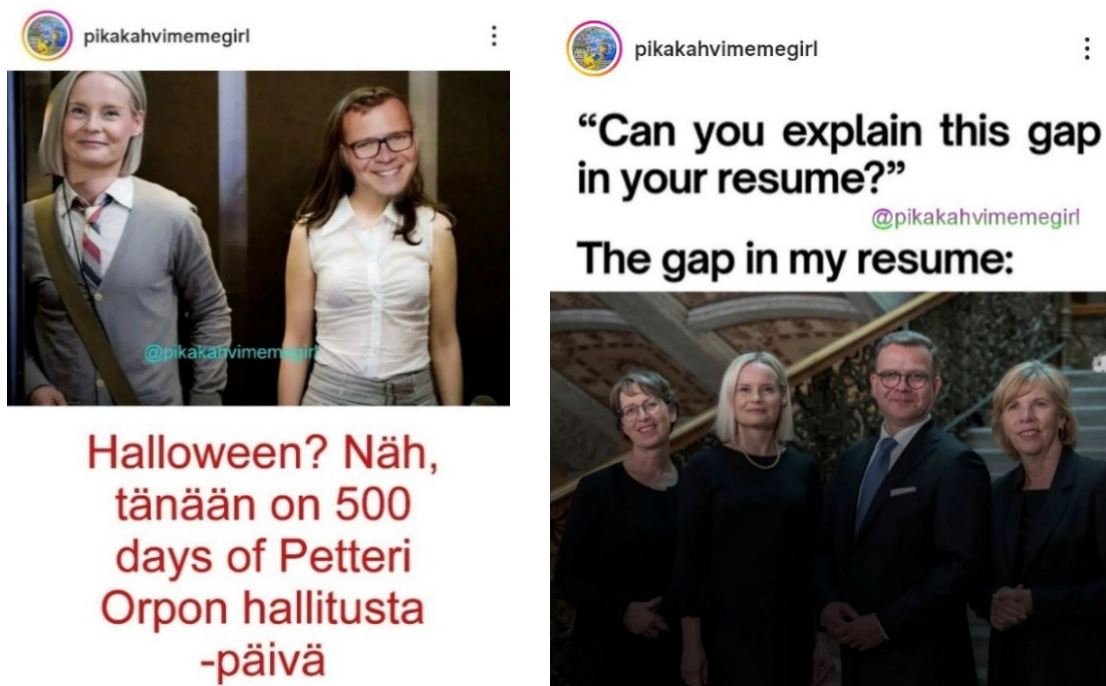 pikakahvimemegirl
@pikakahvimemegirl
Halloween? Näh,
tänään on 500
days of Petteri
Orpon hallitusta
-päivä
pikakahvimemegirl
“Can you explain this gap
in your resume?”
@pikakahvimemegirl
The gap in my resume: